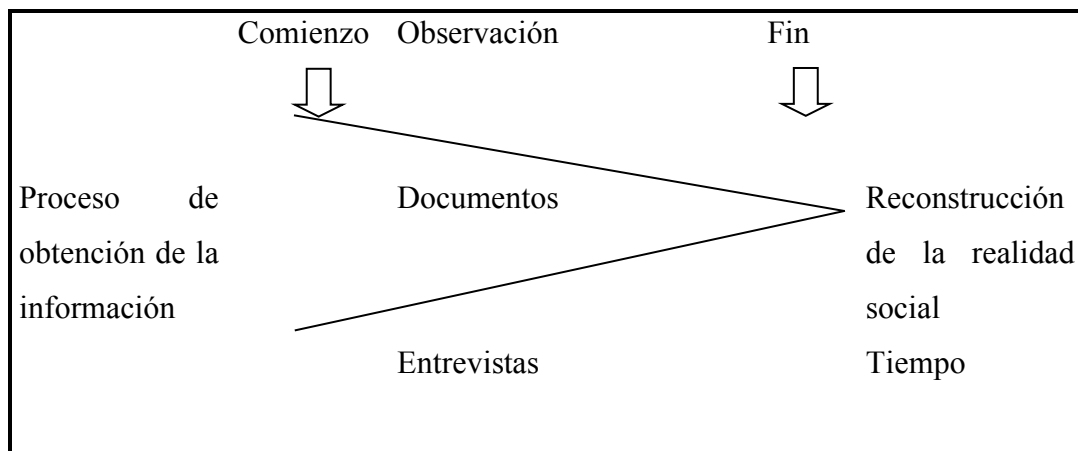 Comienzo Observación Fin
Proceso de Documentos Reconstrucción
obtención de la de la realidad
información social
Entrevistas Tiempo